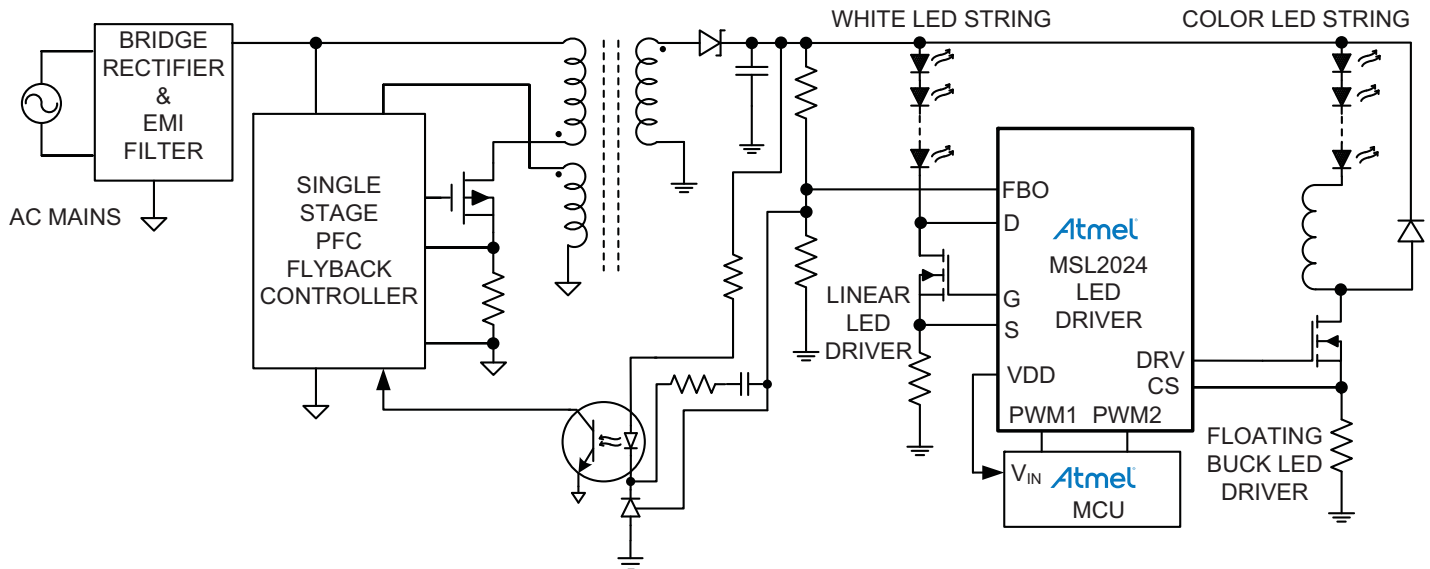 WHITE LED STRING
COLOR LED STRING
BRIDGE
RECTIFIER
&
EMI
FILTER
AC MAINS
SINGLE
STAGE
PFC
FLYBACK
CONTROLLER
LINEAR
LED
DRIVER
FBO
D
G
S
VDD
Atmel
MSL2024
LED
DRIVER
DRV
CS
PWM1 PWM2
VIN
Atmel
MCU
FLOATING
BUCK LED
DRIVER